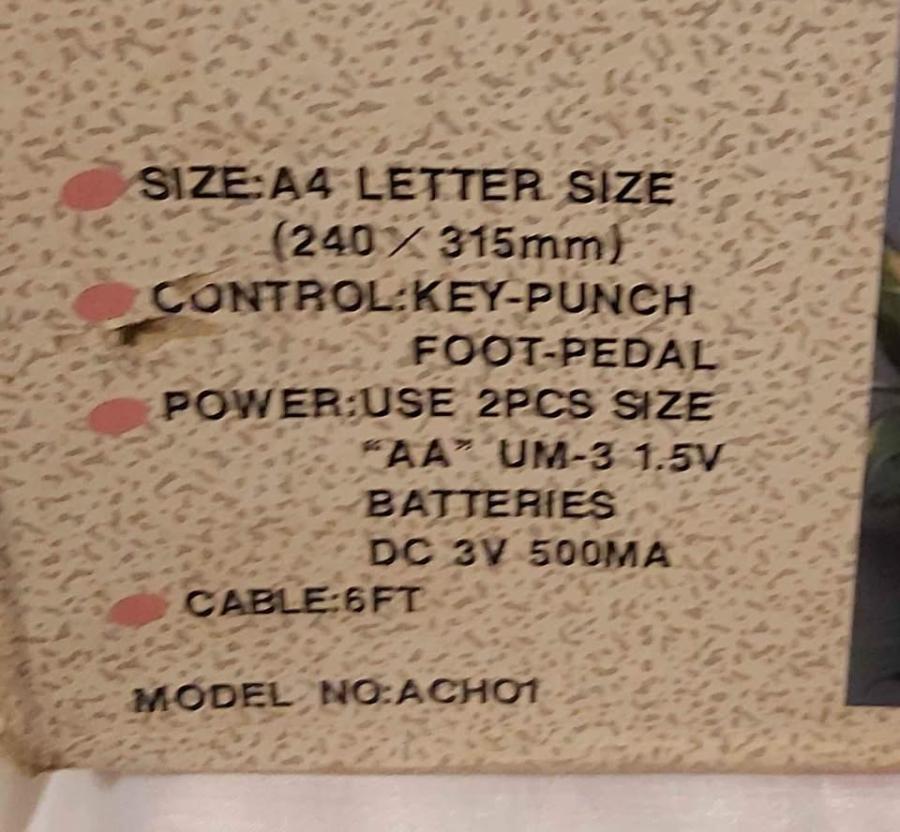 SIZE:A4 LETTER SIZE
(240 × 315mm)
CONTROL:KEY-PUNCH
FOOT-PEDAL
POWER:USE 2PCS SIZE
“AA” UM-3 1.5V
BATTERIES
DC 3V 500MA
CABLE:6FT
MODEL NO:ACH01